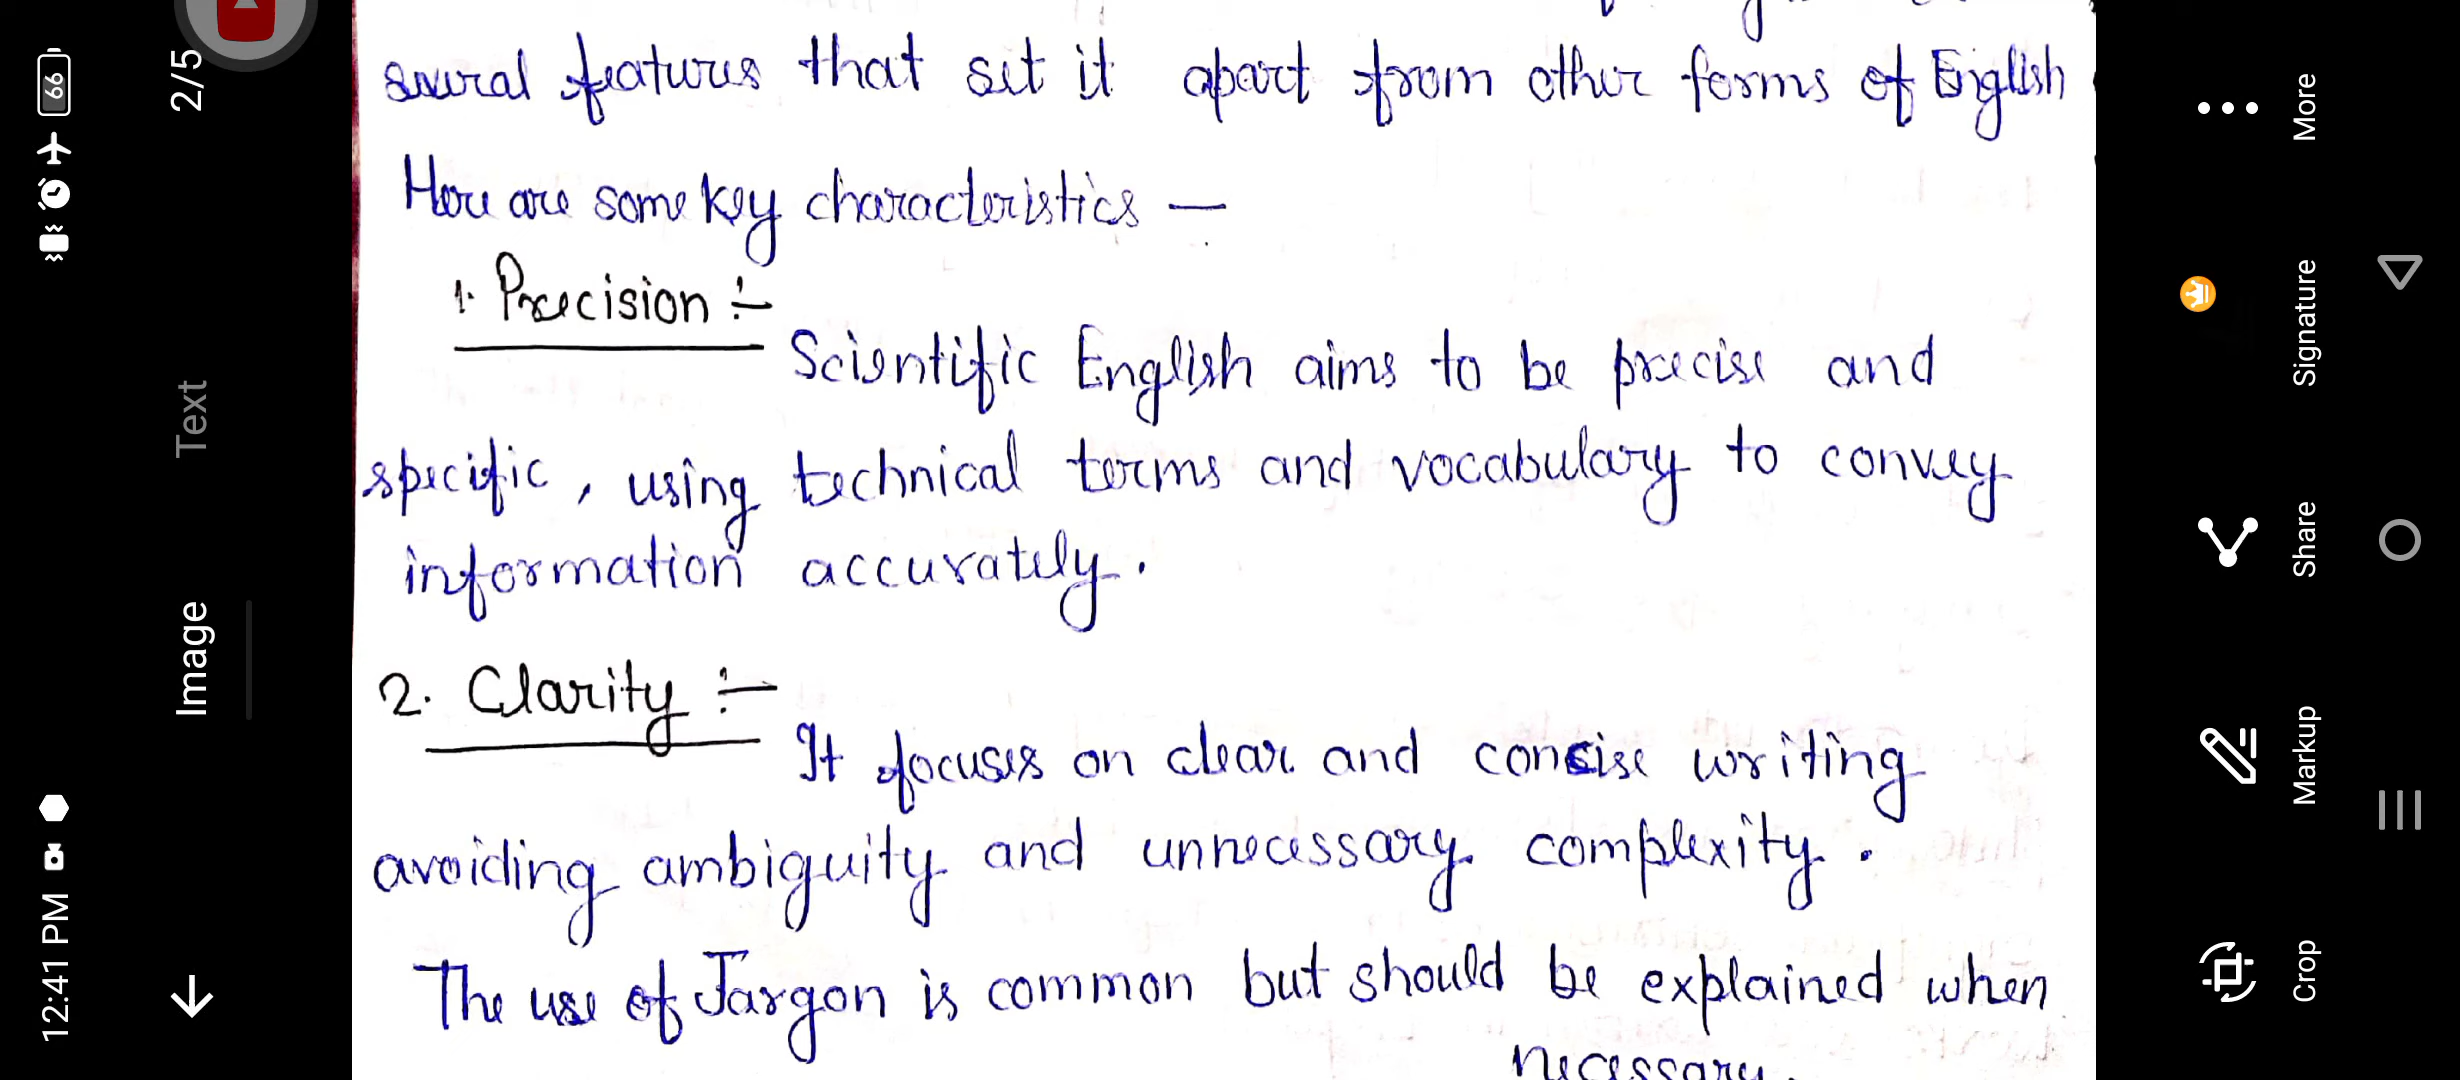 several features that set it apart from other forms of English
Here are some key characteristics —
1. Precision :-
Scientific English aims to be precise and
specific, using technical terms and vocabulary to convey
information accurately.
2. Clarity :-
It focuses on clear and concise writing
avoiding ambiguity and unnecessary complexity.
The use of Jargon is common but should be explained when
necessary.
12:41 PM
66
2/5
Image
Text
More
Signature
Share
Markup
Crop